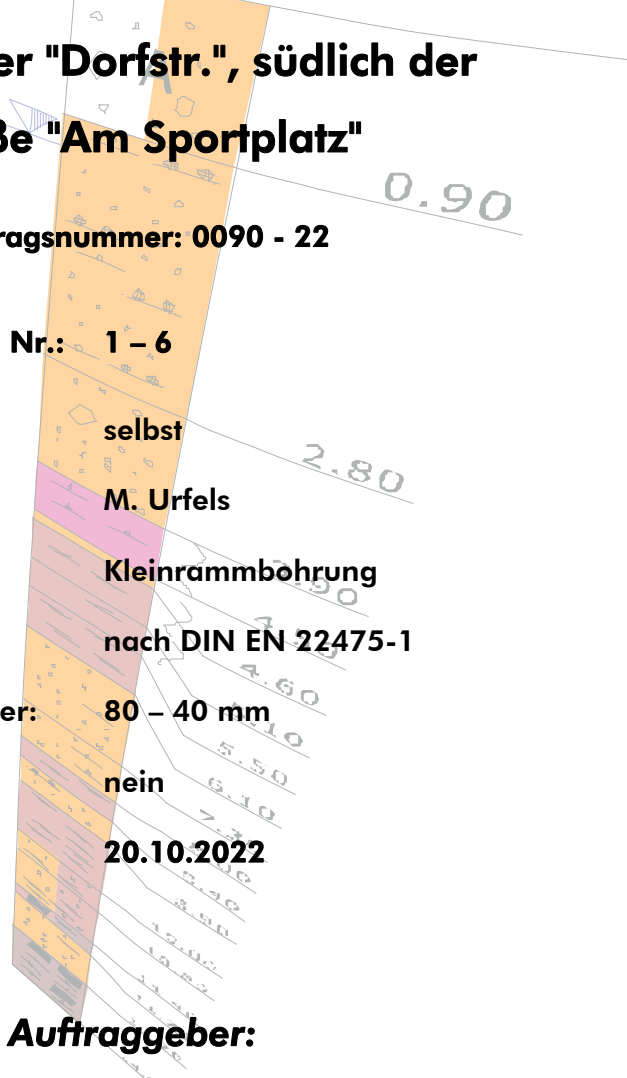 er "Dorfstr.", südlich der
A
ße "Am Sportplatz"
0.90
ragsnummer: 0090 - 22
Nr.: 1 – 6
selbst
2.80
M. Urfels
Kleinrammbohrung
nach DIN EN 22475-1
4.60
er: 80 – 40 mm
5.50
nein
6.10
20.10.2022
Auftraggeber: